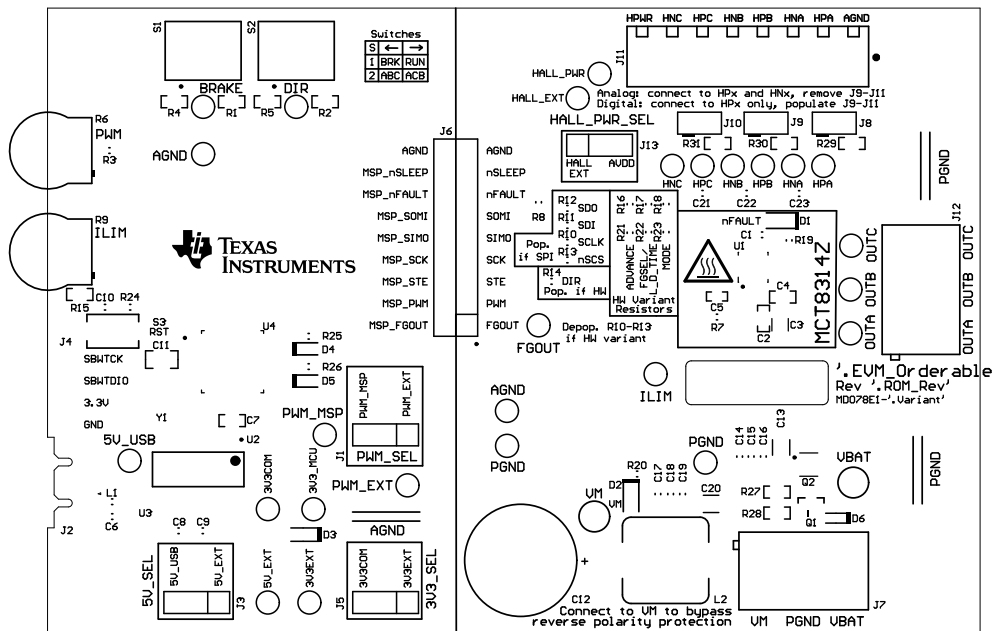 S1
S2
Switches
S ← →
1 BRK RUN
2 ABC ACB
HPWR HNC HPC HNB HPB HNA HPA AGND
J11
HALL_PWR
HALL_EXT
Analog: connect to HPx and HNx, remove J9-J11
Digital: connect to HPx only, populate J9-J11
BRAKE
DIR
R4
R1
R5
R2
R6
PWM
R3
AGND
HALL_PWR_SEL
J13
HALL
EXT
AVDD
J10
J9
J8
R31
R30
R29
HNC
HPC
HNB
HPB
HNA
HPA
C21
C22
C23
PGND
J6
AGND
AGND
MSP_nSLEEP
nSLEEP
MSP_nFAULT
nFAULT
MSP_SOMI
SOMI
MSP_SIMO
SIMO
MSP_SCK
SCK
MSP_STE
STE
MSP_PWM
PWM
MSP_FGOUT
FGOUT
R8
R12
R11
R10
R13
SDO
SDI
SCLK
nSCS
Pop.
if SPI
R14
DIR
Pop. if HW
R16
R17
R18
R21
R22
R23
ADVANCE
FGSEL/
L_D_TIME
MODE
HW Variant
Resistors
nFAULT
D1
C1
R19
U1
C4
C5
R7
C2
C3
MCT8314Z
OUTC
OUTB
OUTA
J12
OUTC
OUTB
OUTA
R9
ILIM
TEXAS
INSTRUMENTS
R15
C10
R24
J4
S3
RST
C11
SBWTCK
SBWTDIO
3.3V
GND
U4
R25
D4
R26
D5
Y1
C7
U2
FGOUT
Depop. R10-R13
if HW variant
ILIM
'.EVM_Orderable
Rev '.ROM_Rev'
MD078E1-'.Variant'
5V_USB
L1
C6
U3
J2
C8
C9
PWM_MSP
3V3COM
3V3_MCU
J1
PWM_MSP
PWM_EXT
PWM_SEL
PWM_EXT
AGND
PGND
AGND
D3
5V_SEL
5V_USB
5V_EXT
J3
5V_EXT
3V3EXT
J5
3V3COM
3V3EXT
3V3_SEL
C12
VM
R20
D2
VM
C17
C18
C19
C20
PGND
C14
C15
C16
C13
Q2
VBAT
R27
R28
Q1
D6
PGND
L2
J7
Connect to VM to bypass
reverse polarity protection
VM PGND VBAT